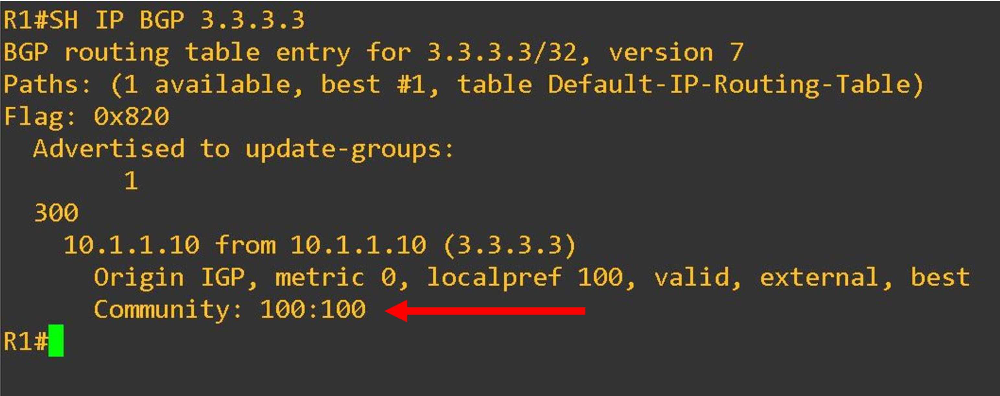 R1#SH IP BGP 3.3.3.3
BGP routing table entry for 3.3.3.3/32, version 7
Paths: (1 available, best #1, table Default-IP-Routing-Table)
Flag: 0x820
Advertised to update-groups:
1
300
10.1.1.10 from 10.1.1.10 (3.3.3.3)
Origin IGP, metric 0, localpref 100, valid, external, best
Community: 100:100
R1#